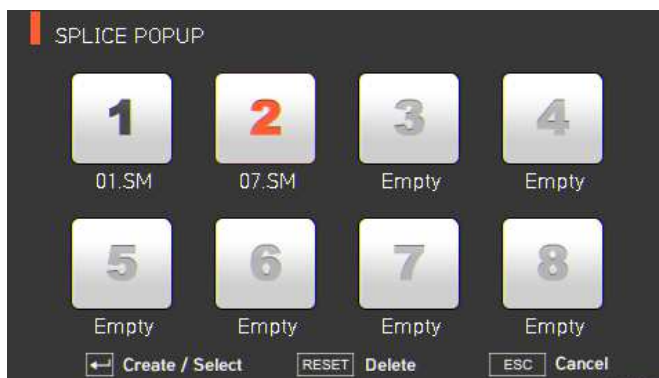 SPLICE POPUP
1 2 3 4
01.SM 07.SM Empty Empty
5 6 7 8
Empty Empty Empty Empty
Create / Select RESET Delete ESC Cancel